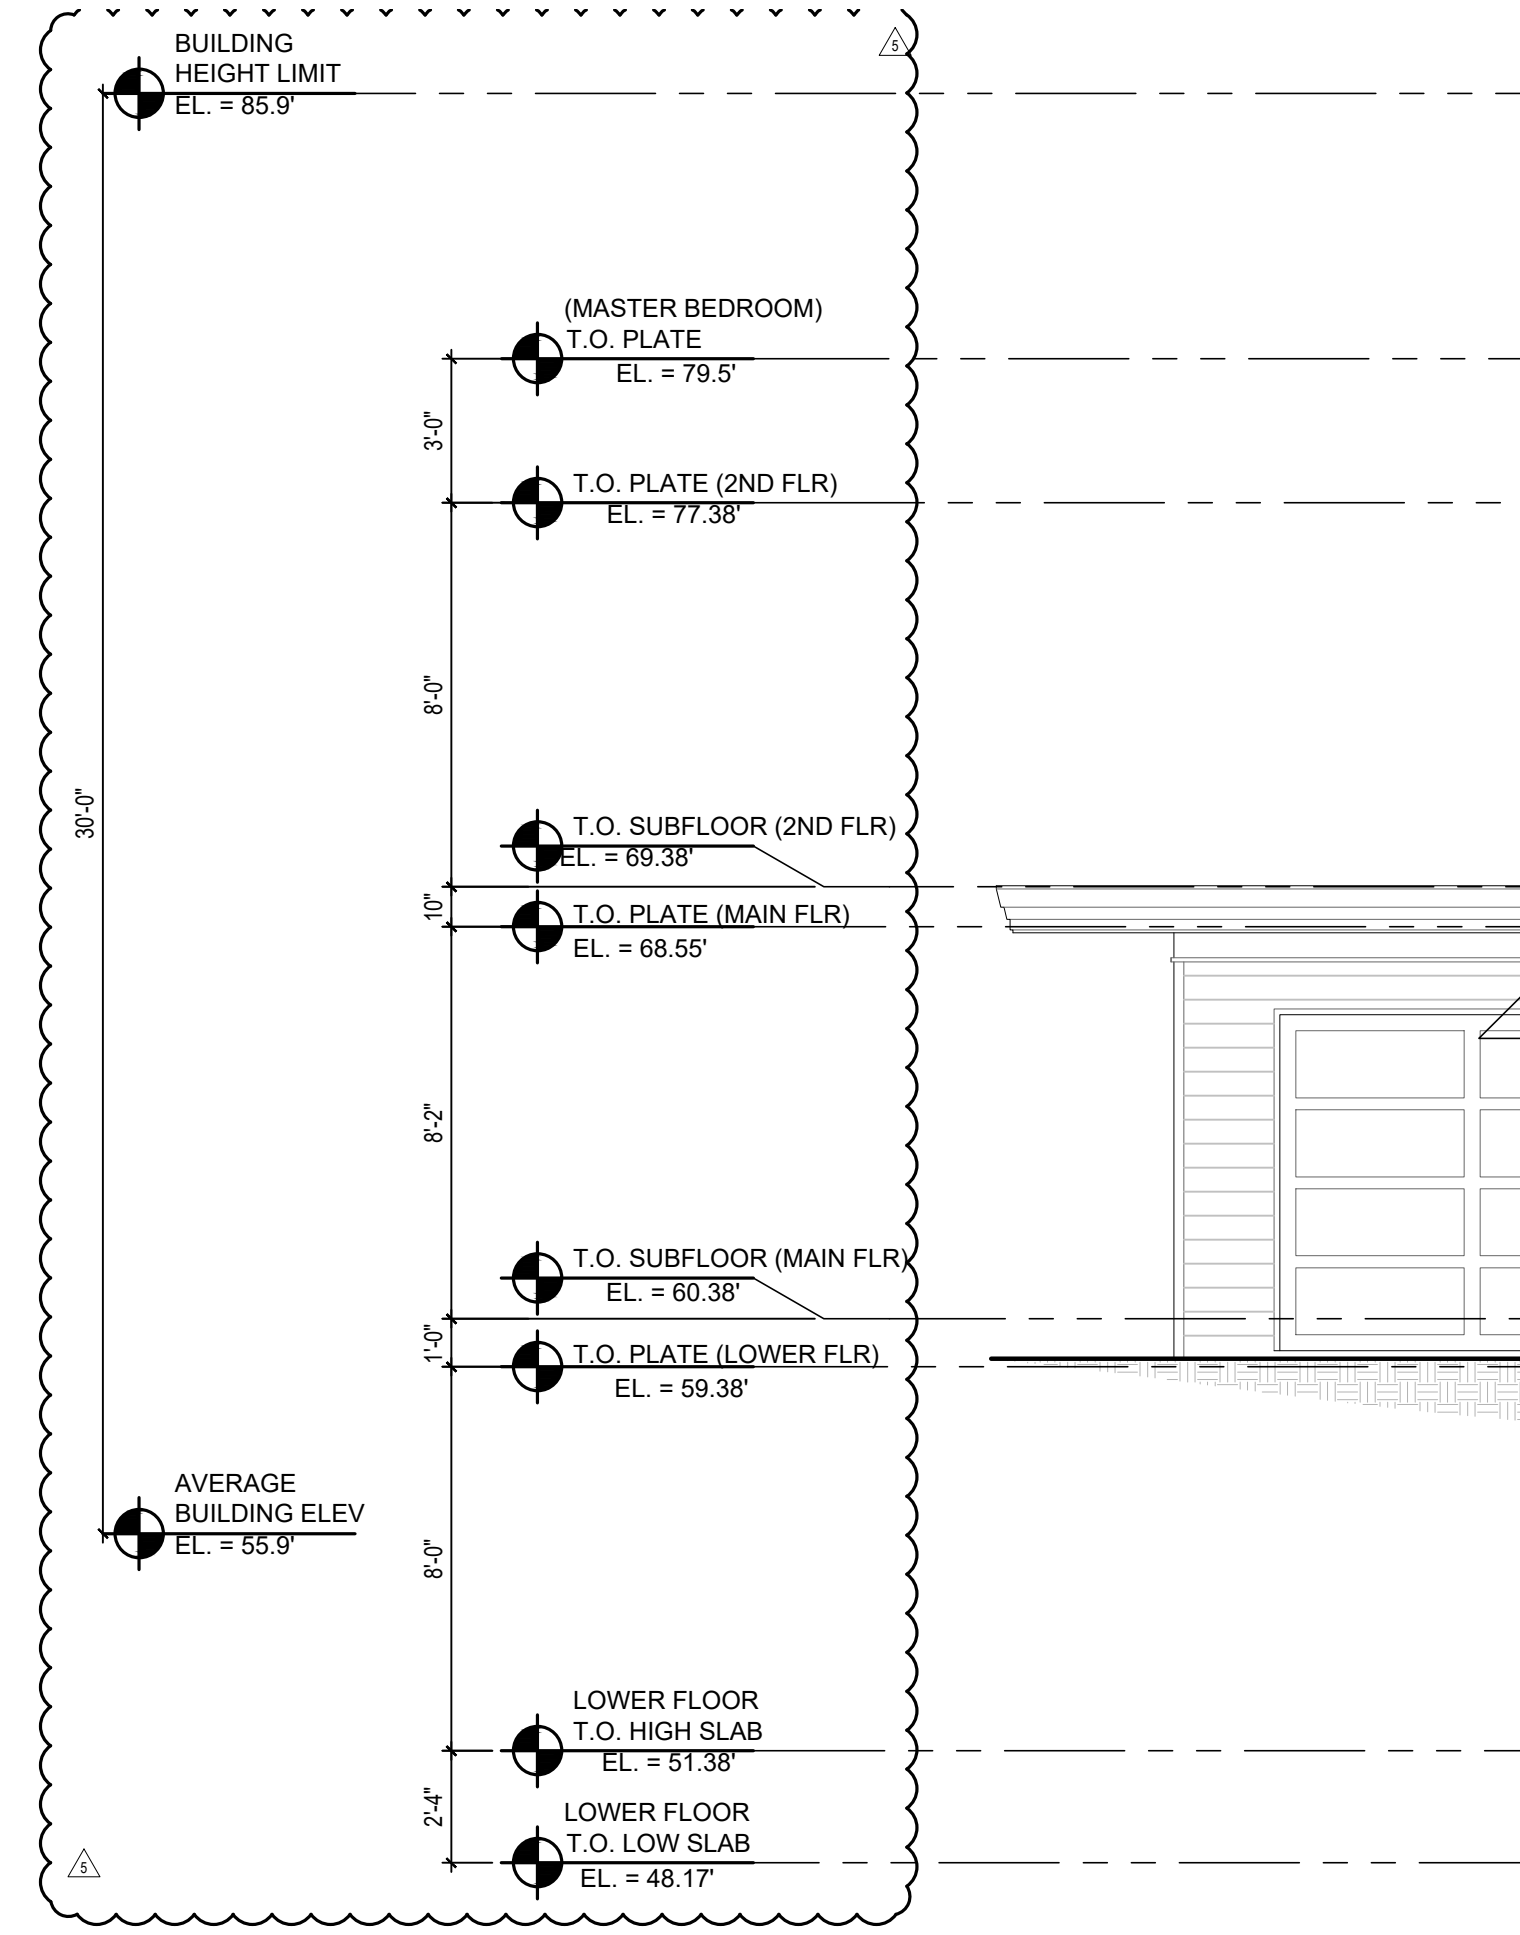 BUILDING
HEIGHT LIMIT
EL. = 85.9'
5
(MASTER BEDROOM)
T.O. PLATE
EL. = 79.5'
3'-0"
T.O. PLATE (2ND FLR)
EL. = 77.38'
8'-0"
30'-0"
T.O. SUBFLOOR (2ND FLR)
EL. = 69.38'
10"
T.O. PLATE (MAIN FLR)
EL. = 68.55'
8'-2"
T.O. SUBFLOOR (MAIN FLR)
EL. = 60.38'
1'-0"
T.O. PLATE (LOWER FLR)
EL. = 59.38'
AVERAGE
BUILDING ELEV
EL. = 55.9'
8'-0"
LOWER FLOOR
T.O. HIGH SLAB
EL. = 51.38'
2'-4"
LOWER FLOOR
T.O. LOW SLAB
EL. = 48.17'
5